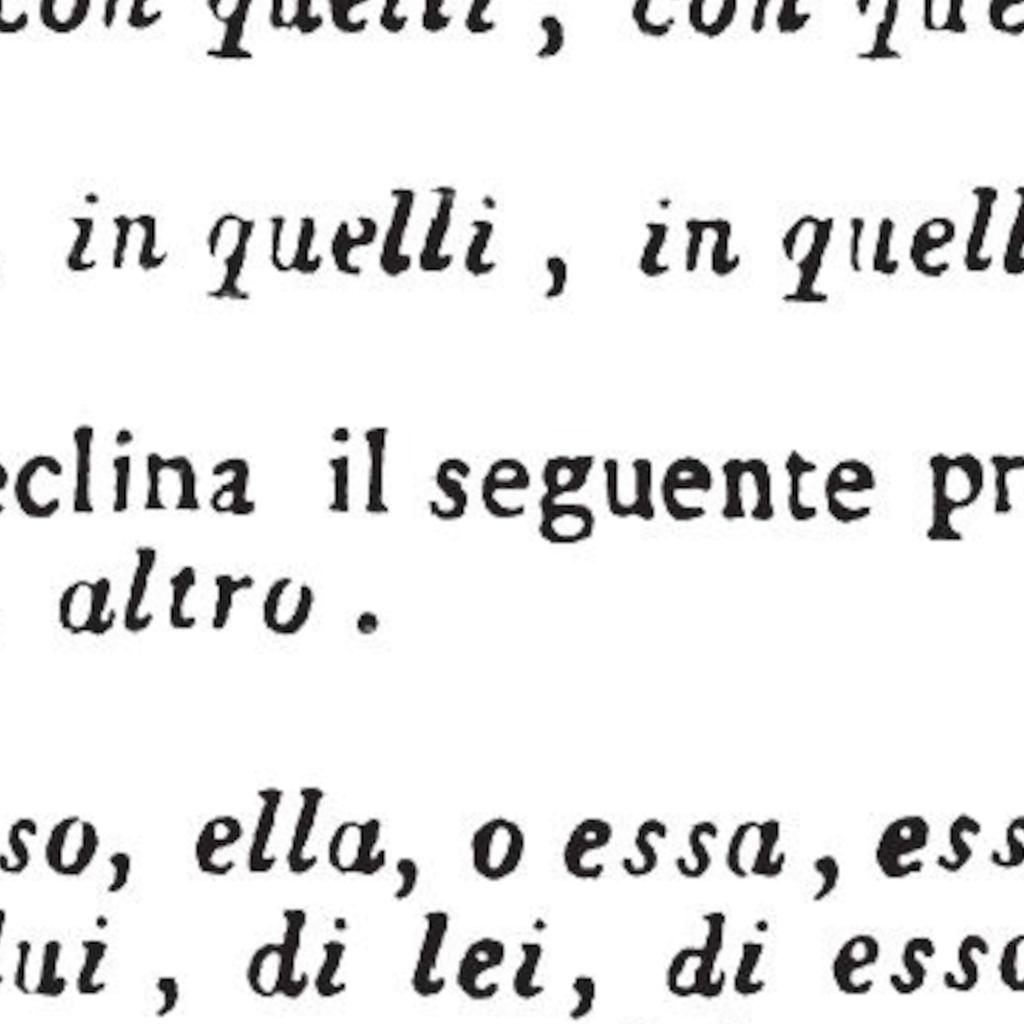 con quelli, con que
in quelli, in quell
eclina il seguente pr
altro.
so, ella, o essa, ess
lui, di lei, di esso